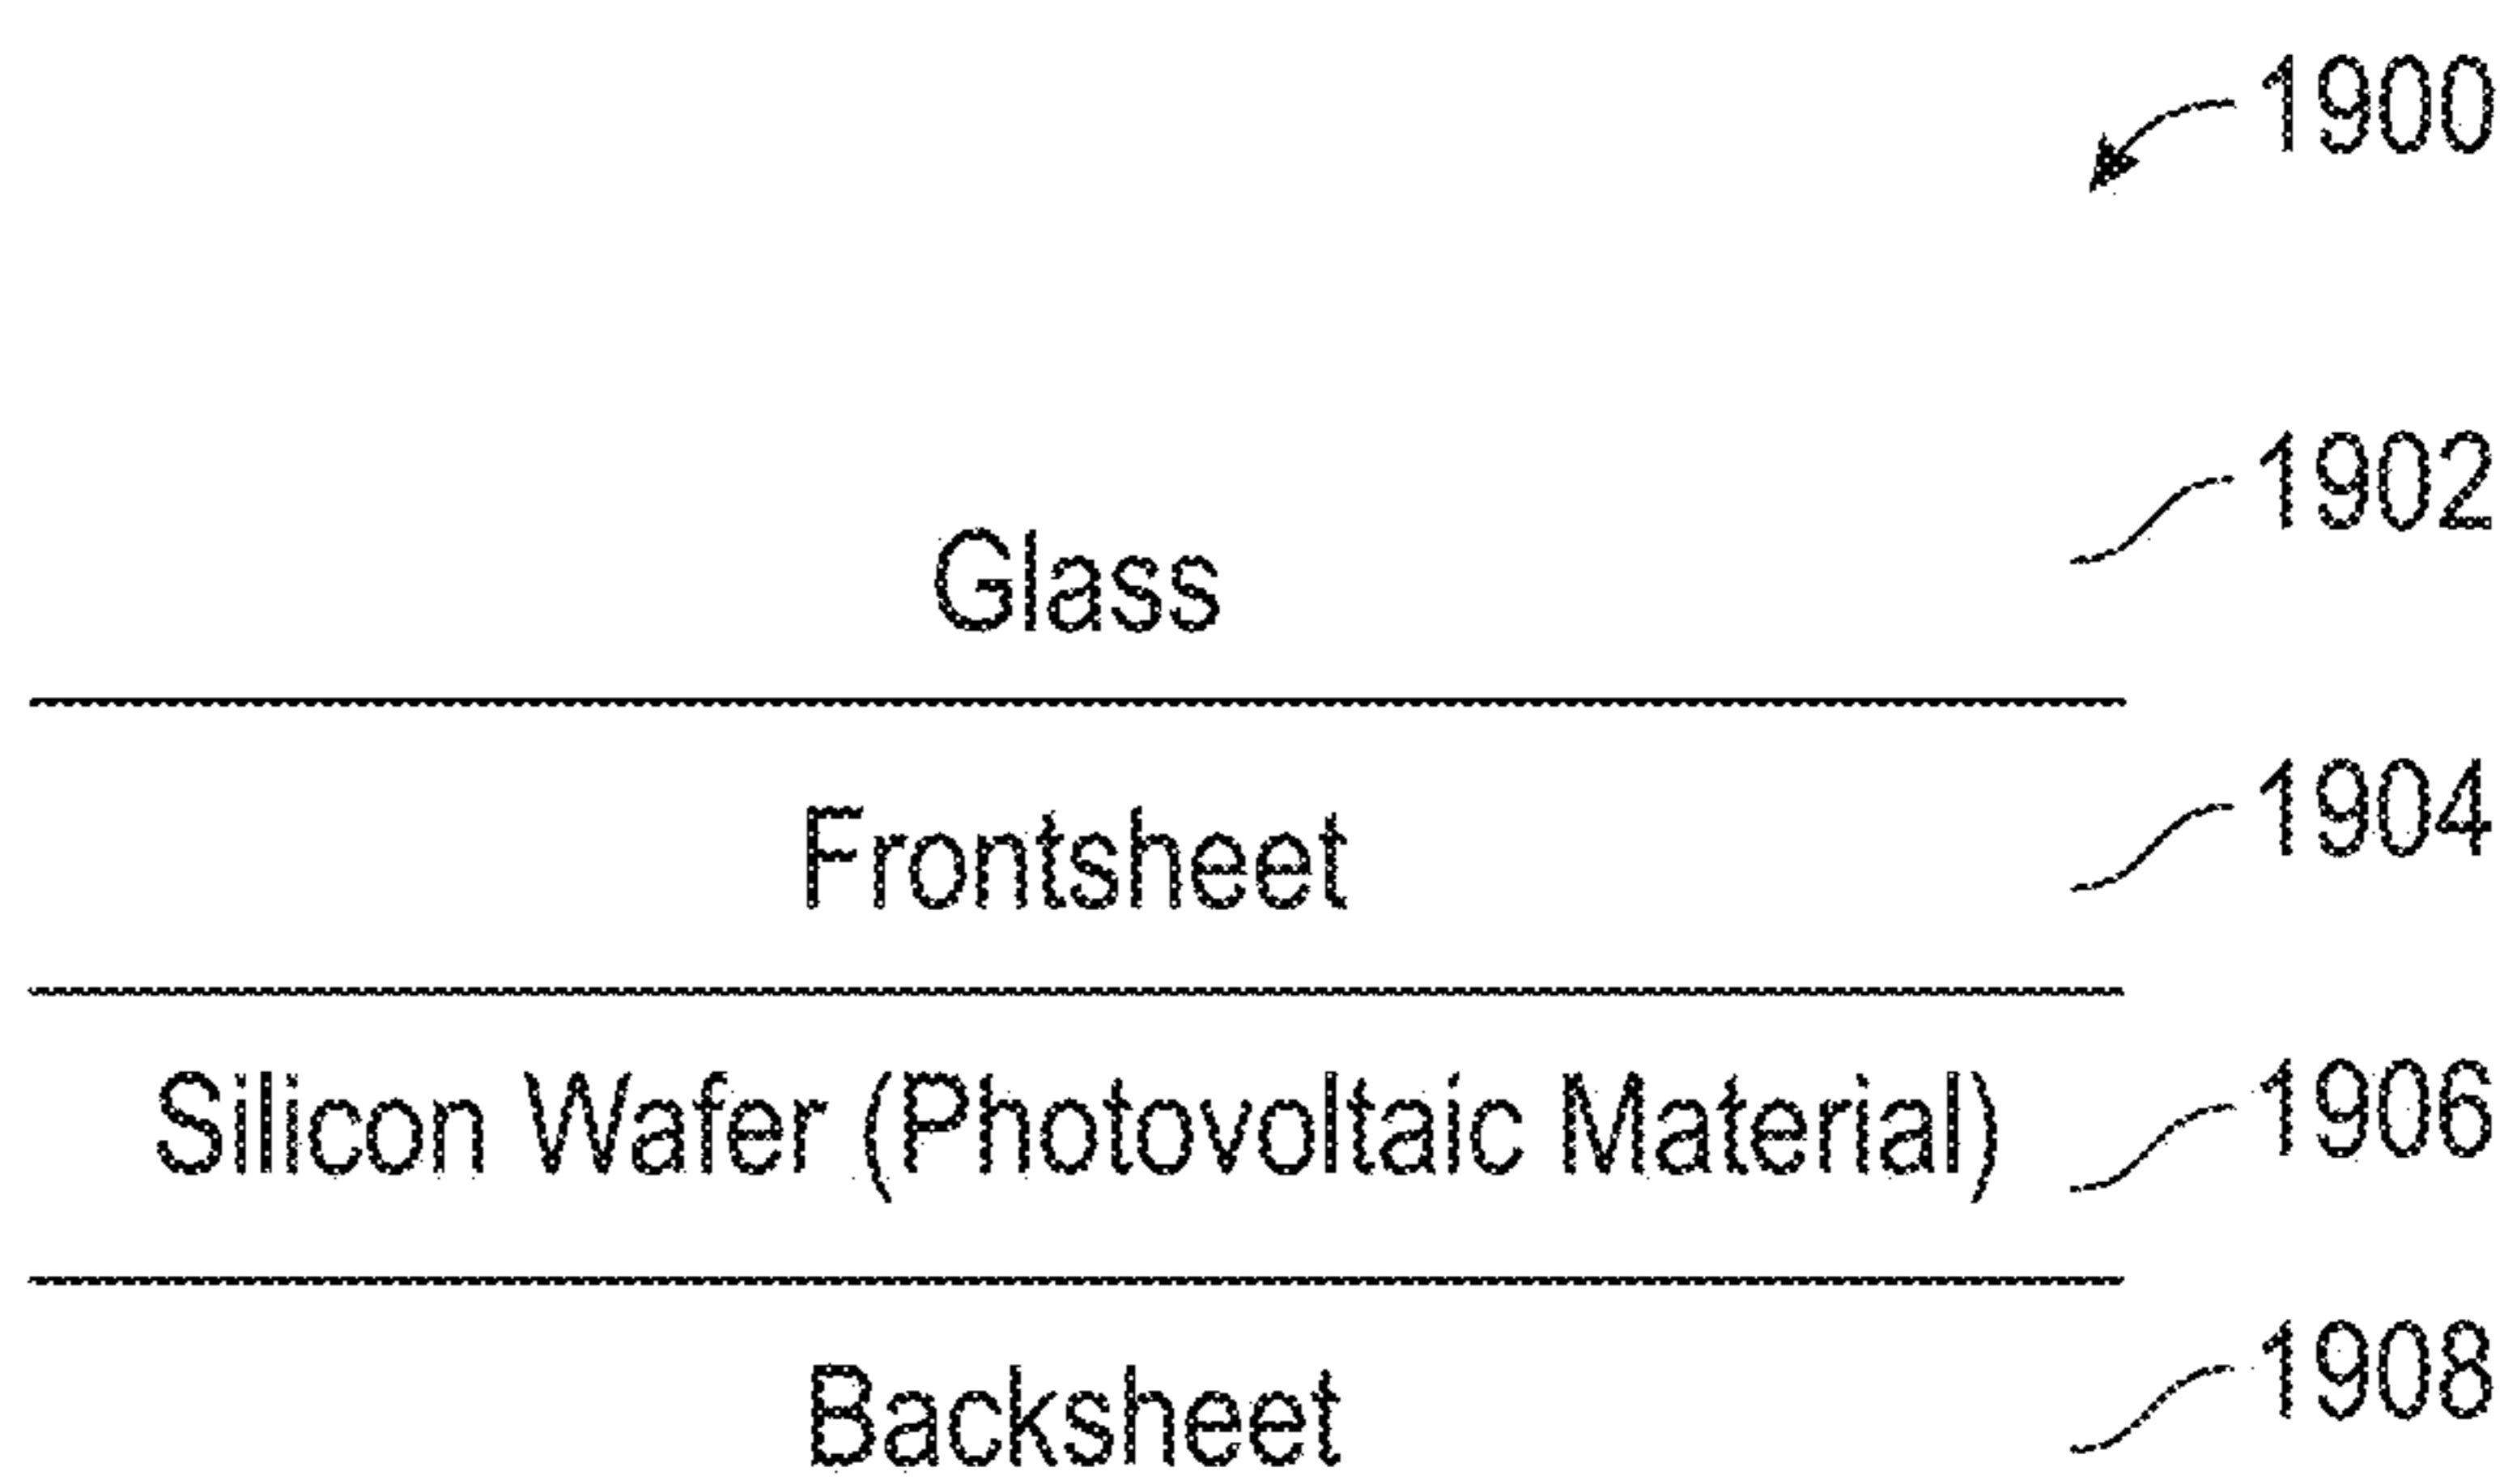 1900
1902
Glass
1904
Frontsheet
1906
Silicon Wafer (Photovoltaic Material)
1908
Backsheet